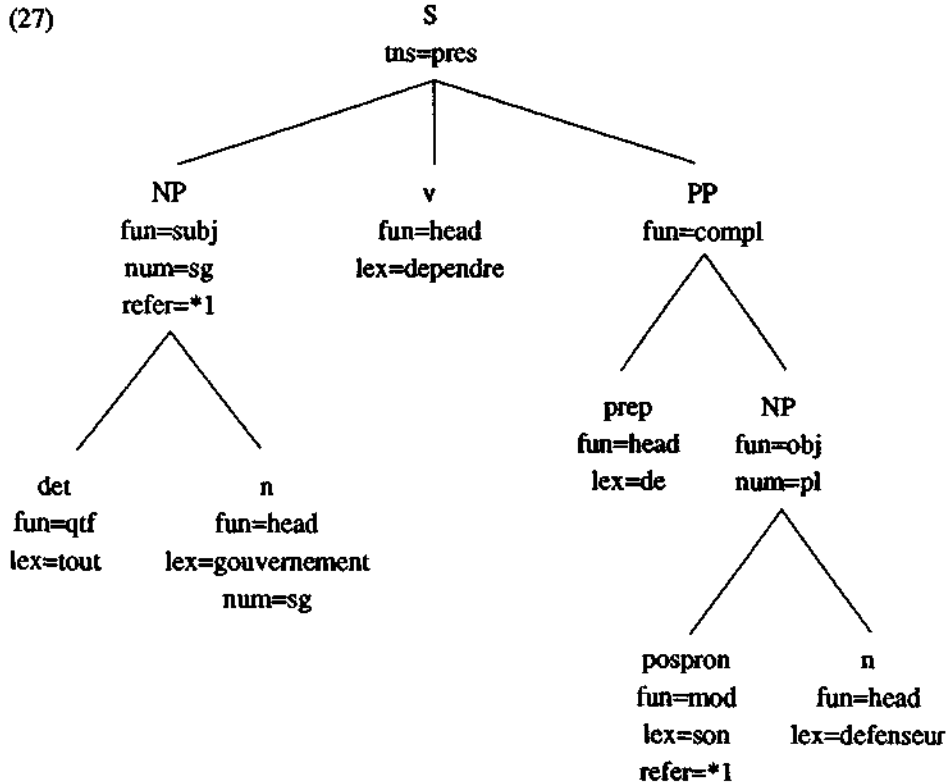 (27)
S
tns=pres
NP v PP
fun=subj fun=head fun=compl
num=sg lex=dependre
refer=*1
prep NP
fun=head fun=obj
lex=de num=pl
det n
fun=qtf fun=head
lex=tout lex=gouvernement
num=sg
pospron n
fun=mod fun=head
lex=son lex=defenseur
refer=*1